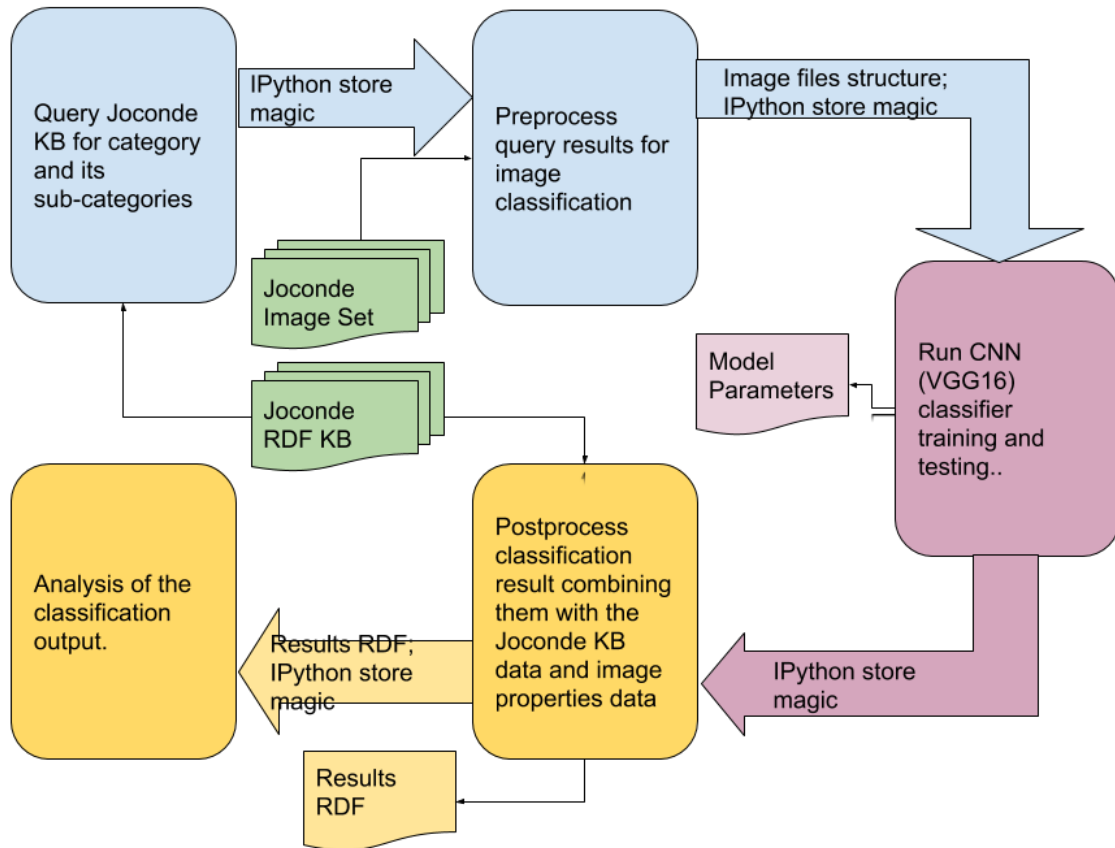 Query Joconde
KB for category
and its
sub-categories
IPython store
magic
Preprocess
query results for
image
classification
Image files structure;
IPython store magic
Joconde
Image Set
Joconde
RDF KB
Model
Parameters
Run CNN
(VGG16)
classifier
training and
testing..
IPython store
magic
Postprocess
classification
result combining
them with the
Joconde KB
data and image
properties data
Results RDF;
IPython store
magic
Analysis of the
classification
output.
Results
RDF